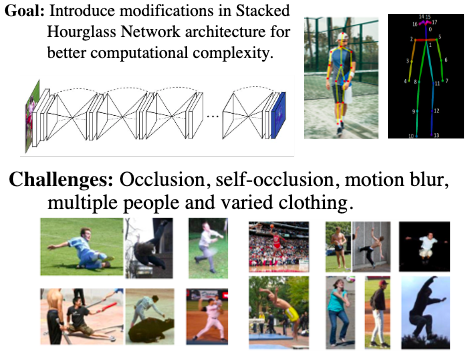 Goal: Introduce modifications in Stacked
Hourglass Network architecture for
better computational complexity.
...
Challenges: Occlusion, self-occlusion, motion blur,
multiple people and varied clothing.